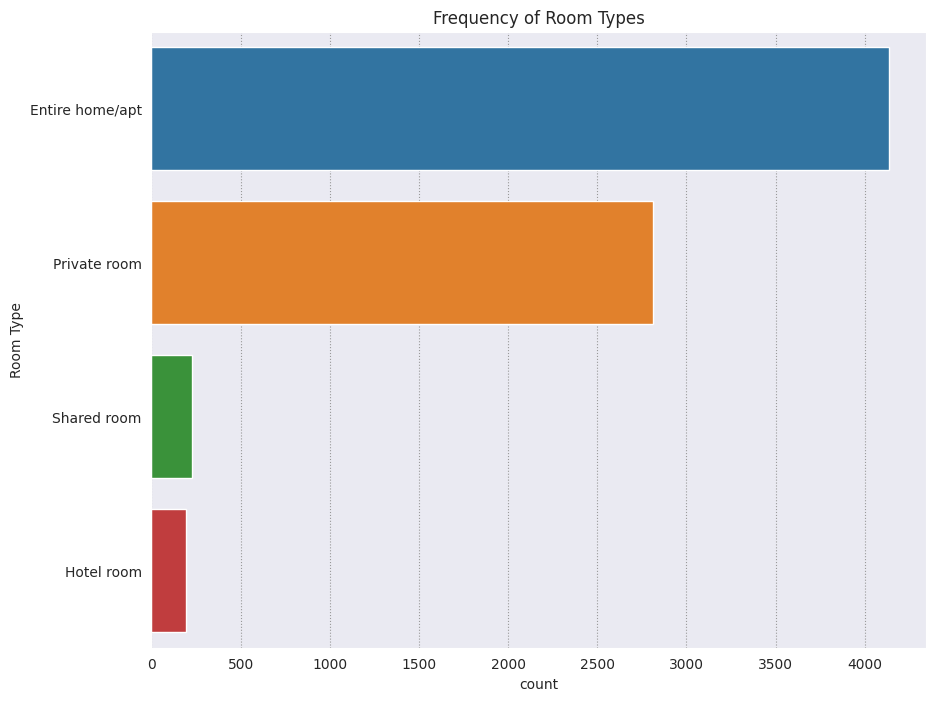 Frequency of Room Types
Entire home/apt
Private room
Shared room
Hotel room
Room Type
0 500 1000 1500 2000 2500 3000 3500 4000
count